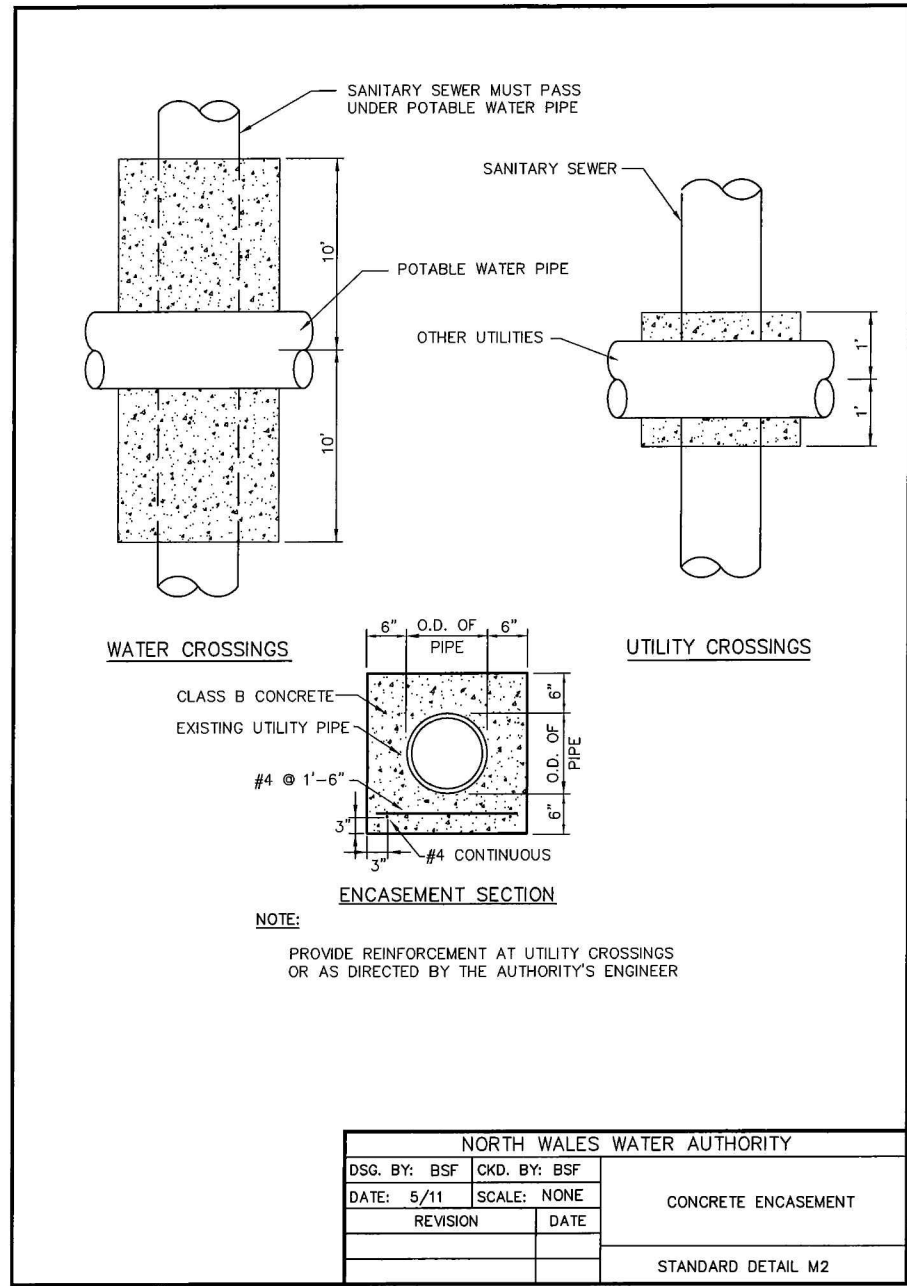 SANITARY SEWER MUST PASS
UNDER POTABLE WATER PIPE
10'
POTABLE WATER PIPE
10'
WATER CROSSINGS
SANITARY SEWER
OTHER UTILITIES
1'
1'
UTILITY CROSSINGS
6" O.D. OF PIPE 6"
CLASS B CONCRETE
EXISTING UTILITY PIPE
#4 @ 1'-6"
6"
O.D. OF PIPE
6"
3"
3"
#4 CONTINUOUS
ENCASEMENT SECTION
NOTE:
PROVIDE REINFORCEMENT AT UTILITY CROSSINGS
OR AS DIRECTED BY THE AUTHORITY'S ENGINEER
NORTH WALES WATER AUTHORITY
DSG. BY: BSF CKD. BY: BSF
DATE: 5/11 SCALE: NONE
REVISION DATE
CONCRETE ENCASEMENT
STANDARD DETAIL M2